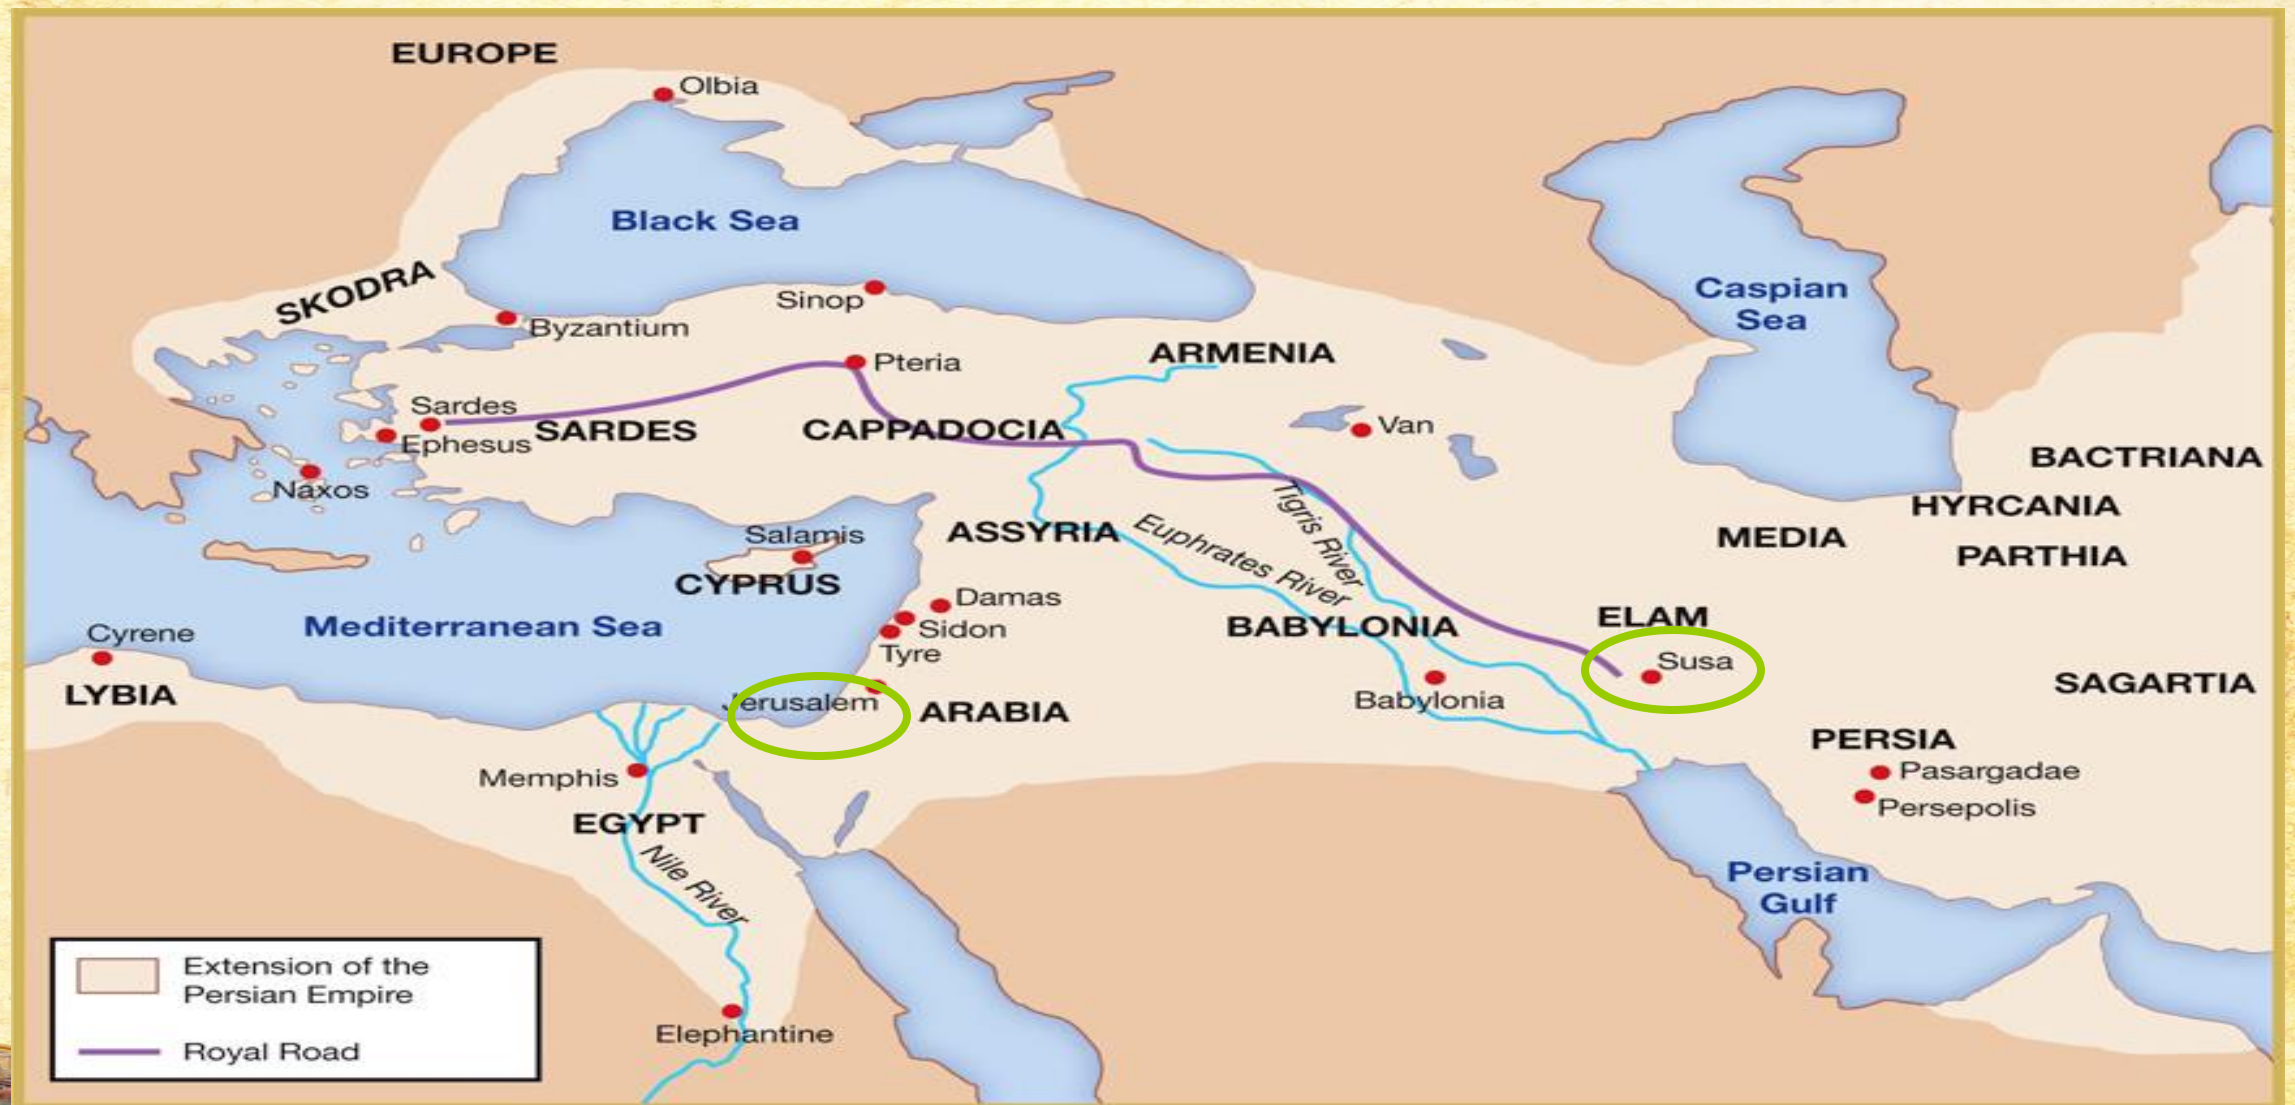 EUROPE
Olbia
Black Sea
SKODRA
Sinop
Byzantium
Caspian
Sea
ARMENIA
Pteria
Sardes
SARDES
CAPPADOCIA
Van
Ephesus
BACTRIANA
Naxos
HYRCANIA
Tigris River
Euphrates River
ASSYRIA
MEDIA
Salamis
PARTHIA
CYPRUS
Damas
ELAM
Mediterranean Sea
Sidon
BABYLONIA
Cyrene
Tyre
Susa
LYBIA
SAGARTIA
Jerusalem
ARABIA
Babylonia
PERSIA
Pasargadae
Memphis
Persepolis
EGYPT
Nile River
Persian
Gulf
Extension of the
Persian Empire
Royal Road
Elephantine